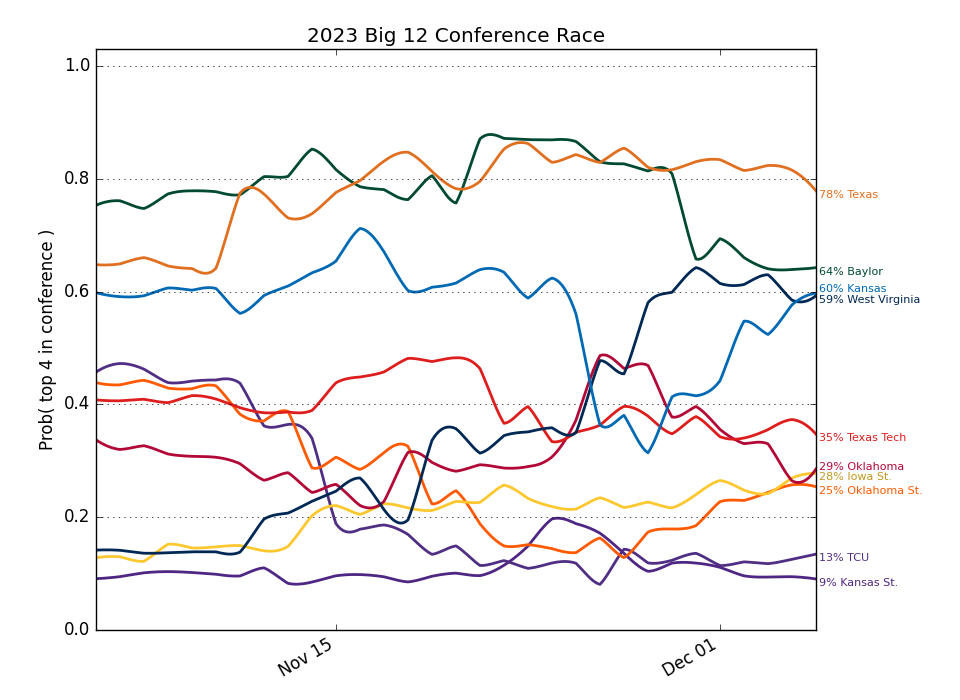 2023 Big 12 Conference Race
Prob( top 4 in conference )
1.0
0.8
0.6
0.4
0.2
0.0
Nov 15
Dec 01
78% Texas
64% Baylor
60% Kansas
59% West Virginia
35% Texas Tech
29% Oklahoma
28% Iowa St.
25% Oklahoma St.
13% TCU
9% Kansas St.